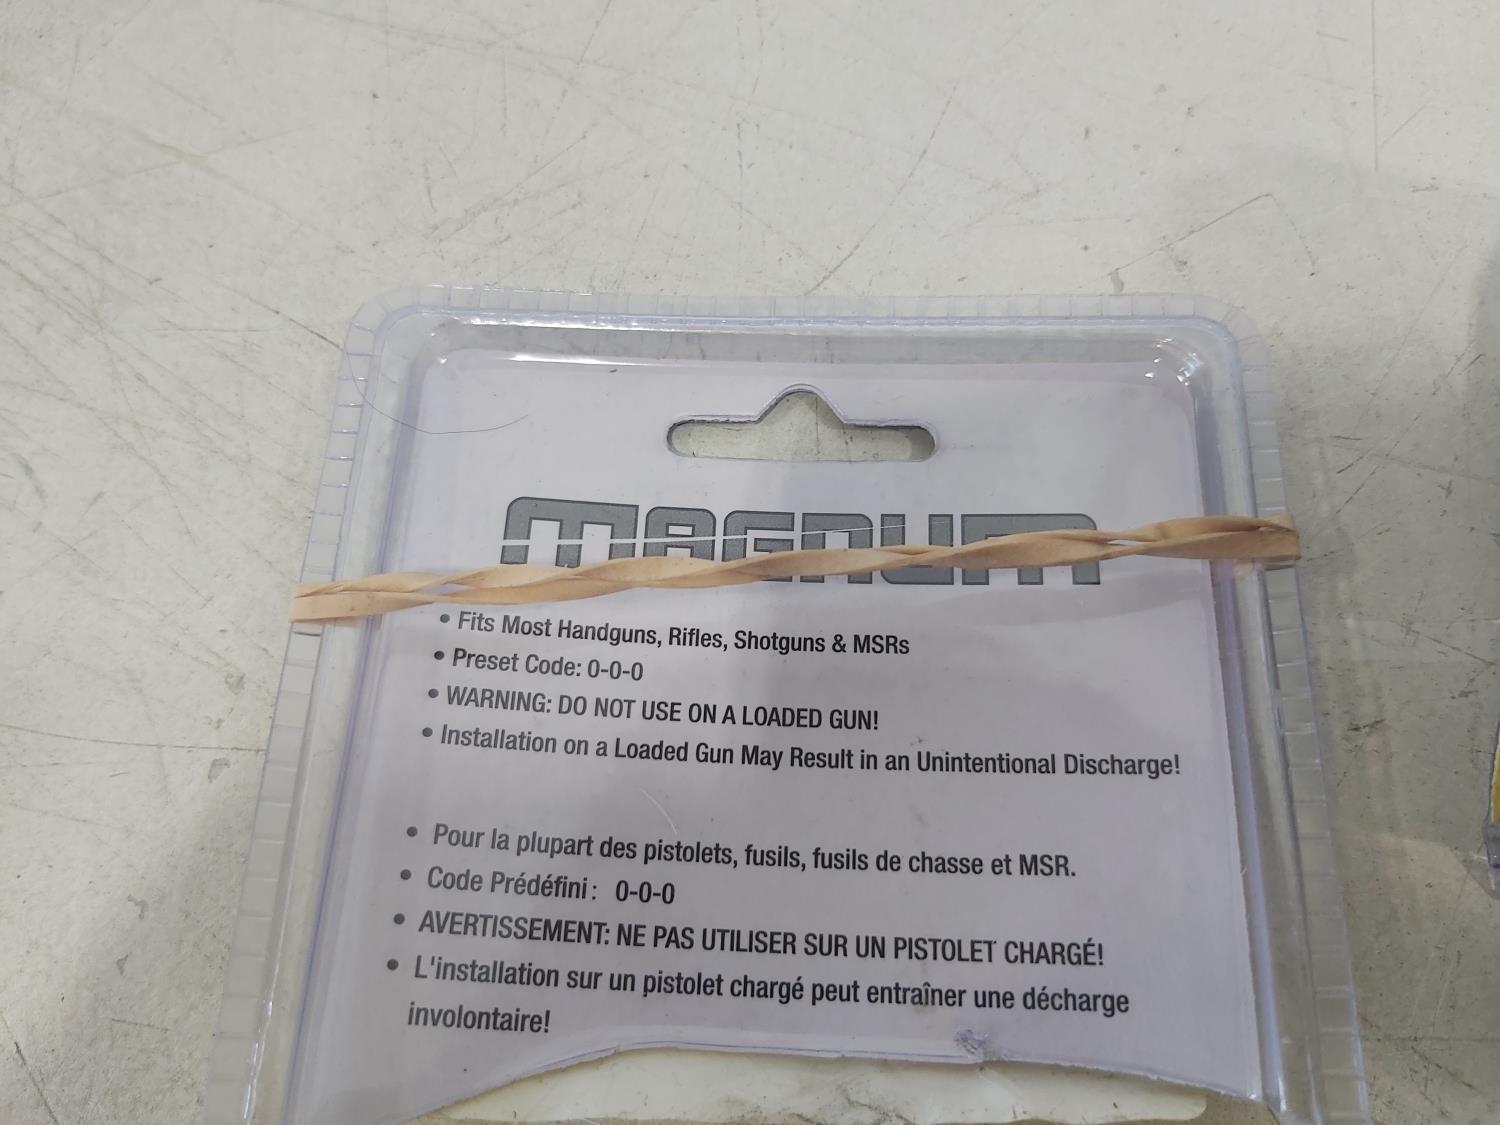 MAGNUM
• Fits Most Handguns, Rifles, Shotguns & MSRs
• Preset Code: 0-0-0
• WARNING: DO NOT USE ON A LOADED GUN!
• Installation on a Loaded Gun May Result in an Unintentional Discharge!
• Pour la plupart des pistolets, fusils, fusils de chasse et MSR.
• Code Prédéfini : 0-0-0
• AVERTISSEMENT: NE PAS UTILISER SUR UN PISTOLET CHARGÉ!
• L'installation sur un pistolet chargé peut entraîner une décharge
involontaire!